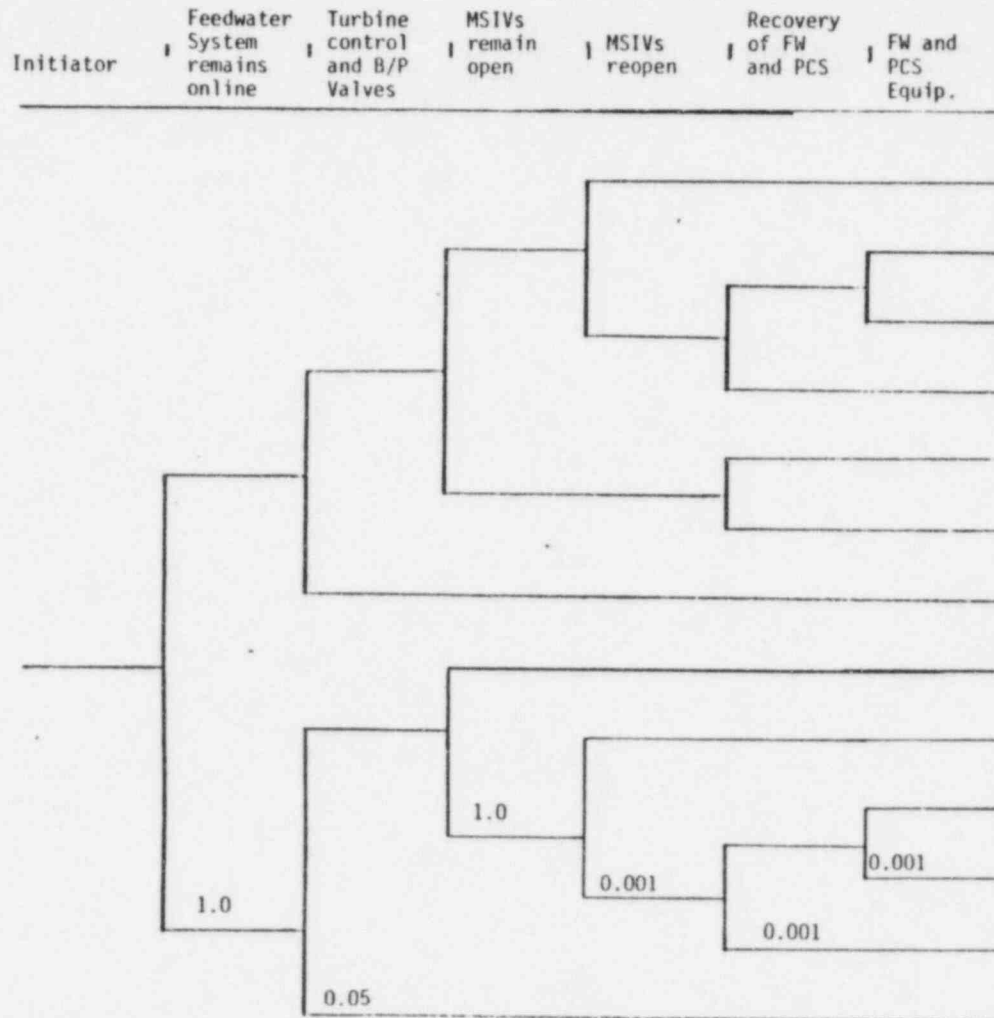 Initiator
Feedwater
System
remains
online
Turbine
control
and B/P
Valves
MSIVs
remain
open
MSIVs
reopen
Recovery
of FW
and PCS
FW and
PCS
Equip.
1.0
0.001
0.001
1.0
0.001
0.05